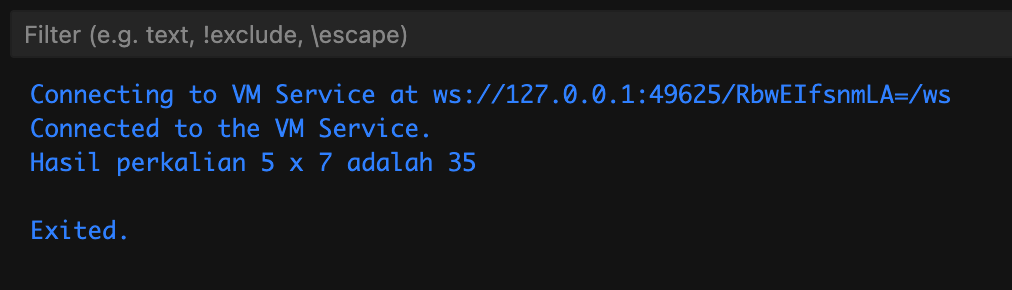 Filter (e.g. text, !exclude, \escape)
Connecting to VM Service at ws://127.0.0.1:49625/RbwEIfsnmLA=/ws
Connected to the VM Service.
Hasil perkalian 5 x 7 adalah 35
Exited.